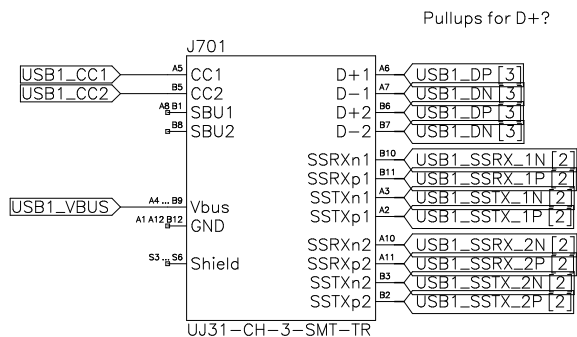 Pullups for D+?
J701
USB1_CC1 A5 CC1 D+1 A6 USB1_DP [3]
USB1_CC2 B5 CC2 D-1 A7 USB1_DN [3]
A8 B1 SBU1 D+2 B6 USB1_DP [3]
B8 SBU2 D-2 B7 USB1_DN [3]
SSRXn1 B10 USB1_SSRX_1N [2]
SSRXp1 B11 USB1_SSRX_1P [2]
SSTXn1 A3 USB1_SSTX_1N [2]
USB1_VBUS A4 ... B9 Vbus SSTXp1 A2 USB1_SSTX_1P [2]
A1 A12 B12 GND
SSRXn2 A10 USB1_SSRX_2N [2]
S3 ... S6 Shield SSRXp2 A11 USB1_SSRX_2P [2]
SSTXn2 B3 USB1_SSTX_2N [2]
SSTXp2 B2 USB1_SSTX_2P [2]
UJ31-CH-3-SMT-TR